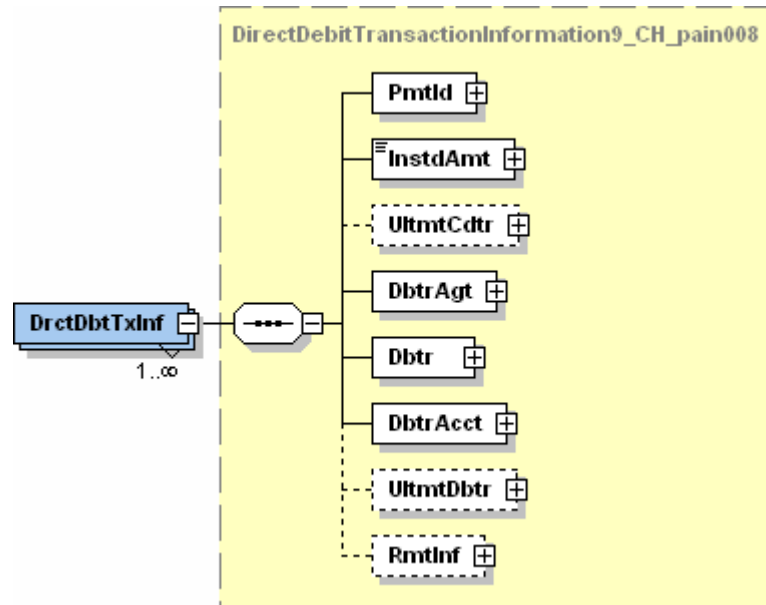 DirectDebitTransactionInformation9_CH_pain008
PmtId
InstdAmt
UltmtCdtr
DbtrAgt
DrctDbtTxInf
1..∞
Dbtr
DbtrAcct
UltmtDbtr
RmtInf